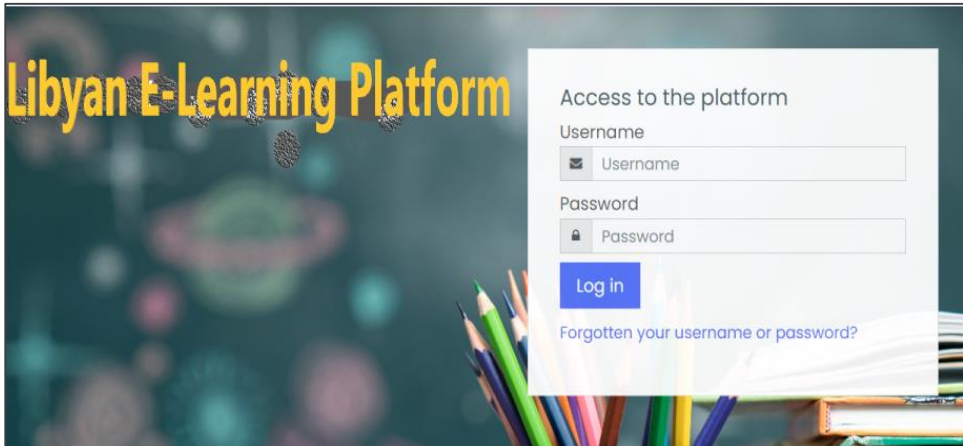 Libyan E-Learning Platform
Access to the platform
Username
Username
Password
Password
Log in
Forgotten your username or password?